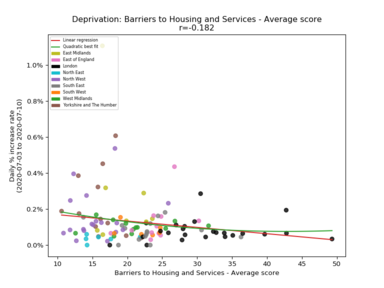 Deprivation: Barriers to Housing and Services - Average score
r=-0.182
Linear regression
Quadratic best fit
East Midlands
East of England
London
North East
North West
South East
South West
West Midlands
Yorkshire and The Humber
Daily % increase rate
(2020-07-03 to 2020-07-10)
1.0%
0.8%
0.6%
0.4%
0.2%
0.0%
10 15 20 25 30 35 40 45 50
Barriers to Housing and Services - Average score